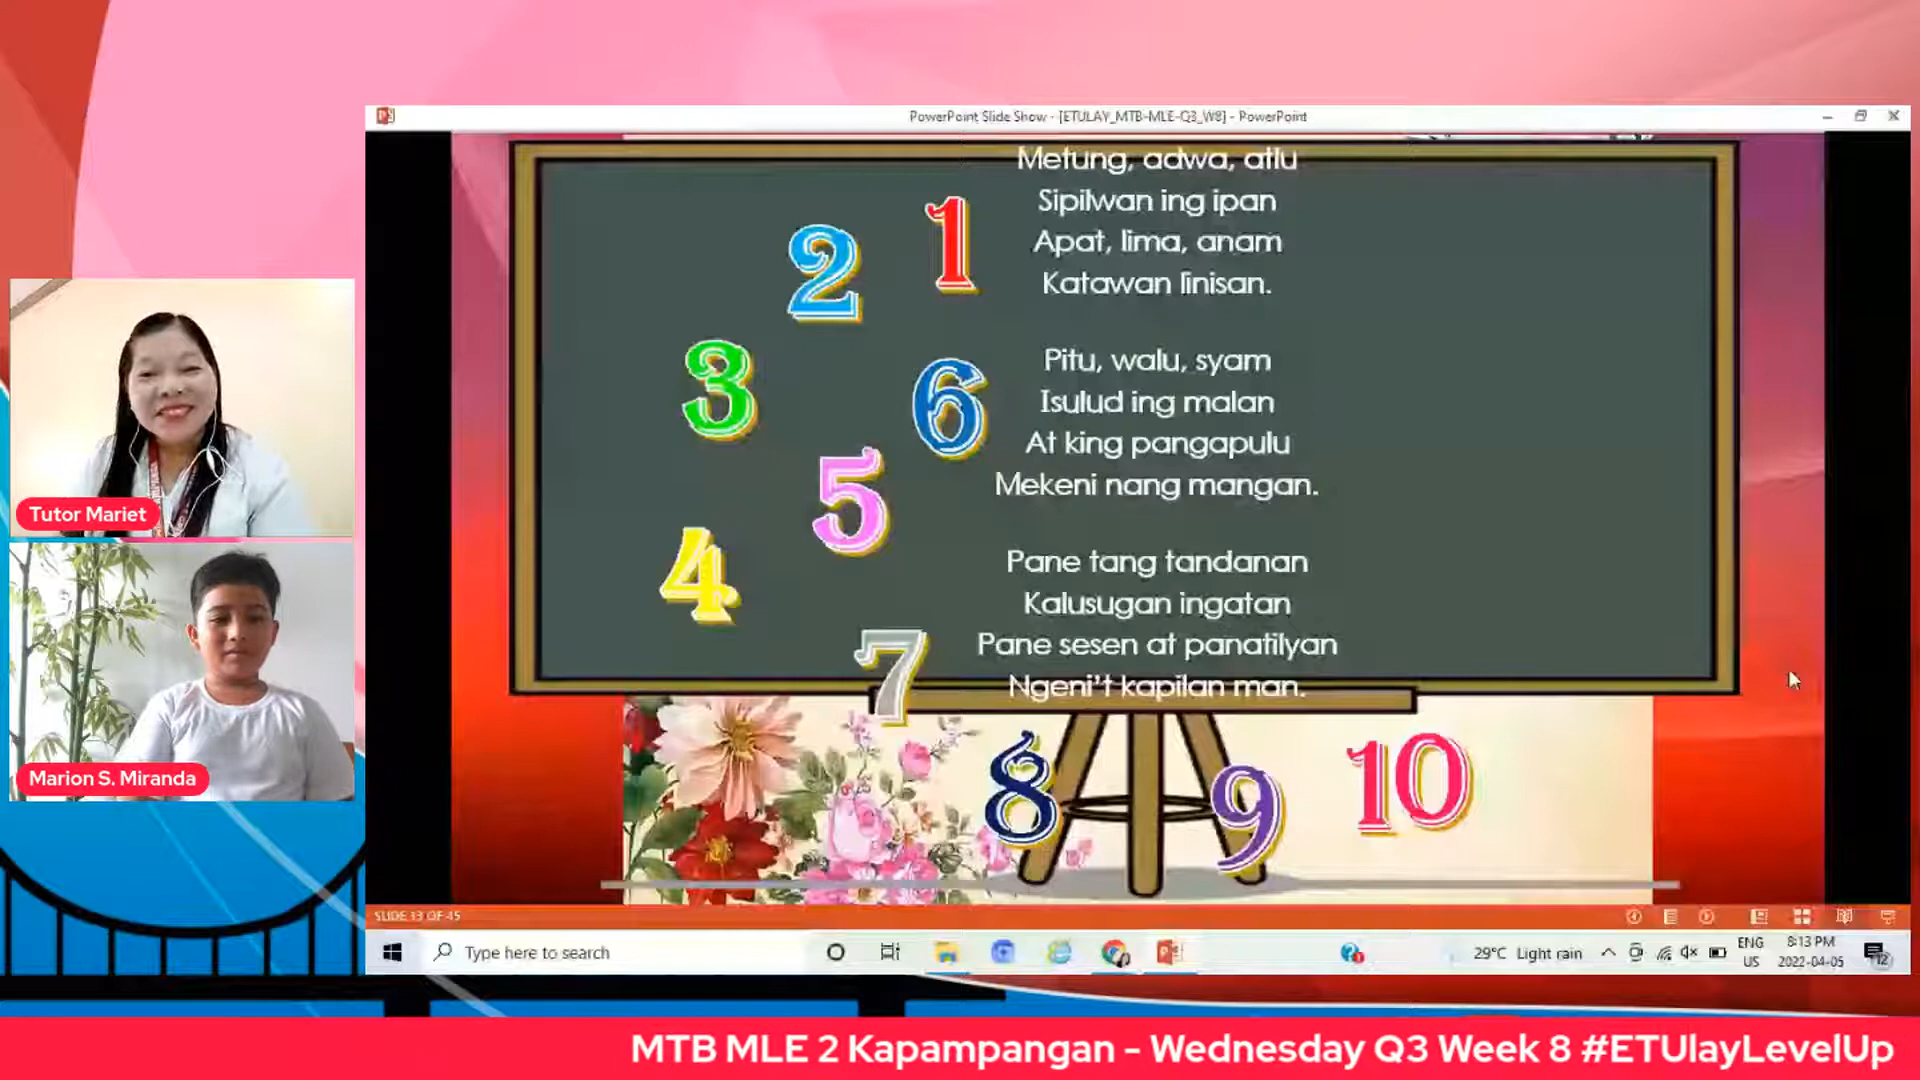 PowerPoint Slide Show - [ETULAY_MTB-MLE-Q3_W8] - PowerPoint
Metung, adwa, atlu
Sipilwan ing ipan
Apat, lima, anam
Katawan linisan.
Pitu, walu, syam
Isulud ing malan
At king pangapulu
Mekeni nang mangan.
Pane tang tandanan
Kalusugan ingatan
Pane sesen at panatilyan
Ngeni't kapilan man.
1
2
3
6
5
4
7
8
9
10
Tutor Mariet
Marion S. Miranda
SLIDE 13 OF 45
Type here to search
29°C Light rain
ENG
US
8:13 PM
2022-04-05
12
MTB MLE 2 Kapampangan - Wednesday Q3 Week 8 #ETUlayLevelUp